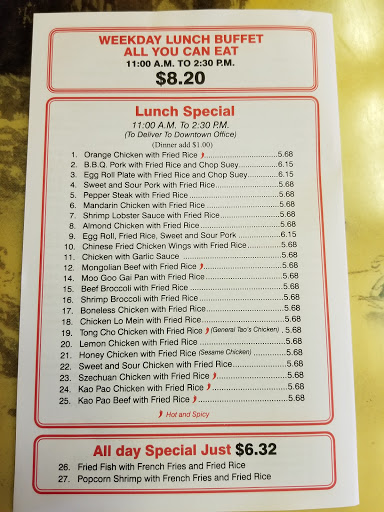 WEEKDAY LUNCH BUFFET
ALL YOU CAN EAT
11:00 A.M. TO 2:30 P.M.
$8.20
Lunch Special
11:00 A.M. To 2:30 P.M.
(To Deliver To Downtown Office)
(Dinner add $1.00)
1. Orange Chicken with Fried Rice 5.68
2. B.B.Q. Pork with Fried Rice and Chop Suey 6.15
3. Egg Roll Plate with Fried Rice and Chop Suey 6.15
4. Sweet and Sour Pork with Fried Rice 5.68
5. Pepper Steak with Fried Rice 5.68
6. Mandarin Chicken with Fried Rice 5.68
7. Shrimp Lobster Sauce with Fried Rice 5.68
8. Almond Chicken with Fried Rice 5.68
9. Egg Roll, Fried Rice, Sweet and Sour Pork 6.15
10. Chinese Fried Chicken Wings with Fried Rice 5.68
11. Chicken with Garlic Sauce 5.68
12. Mongolian Beef with Fried Rice 5.68
14. Moo Goo Gai Pan with Fried Rice 5.68
15. Beef Broccoli with Fried Rice 5.68
16. Shrimp Broccoli with Fried Rice 5.68
17. Boneless Chicken with Fried Rice 5.68
18. Chicken Lo Mein with Fried Rice 5.68
19. Tong Cho Chicken with Fried Rice (General Tao's Chicken) 5.68
20. Lemon Chicken with Fried Rice 5.68
21. Honey Chicken with Fried Rice (Sesame Chicken) 5.68
22. Sweet and Sour Chicken with Fried Rice 5.68
23. Szechuan Chicken with Fried Rice 5.68
24. Kao Pao Chicken with Fried Rice 5.68
25. Kao Pao Beef with Fried Rice 5.68
Hot and Spicy
All day Special Just $6.32
26. Fried Fish with French Fries and Fried Rice
27. Popcorn Shrimp with French Fries and Fried Rice